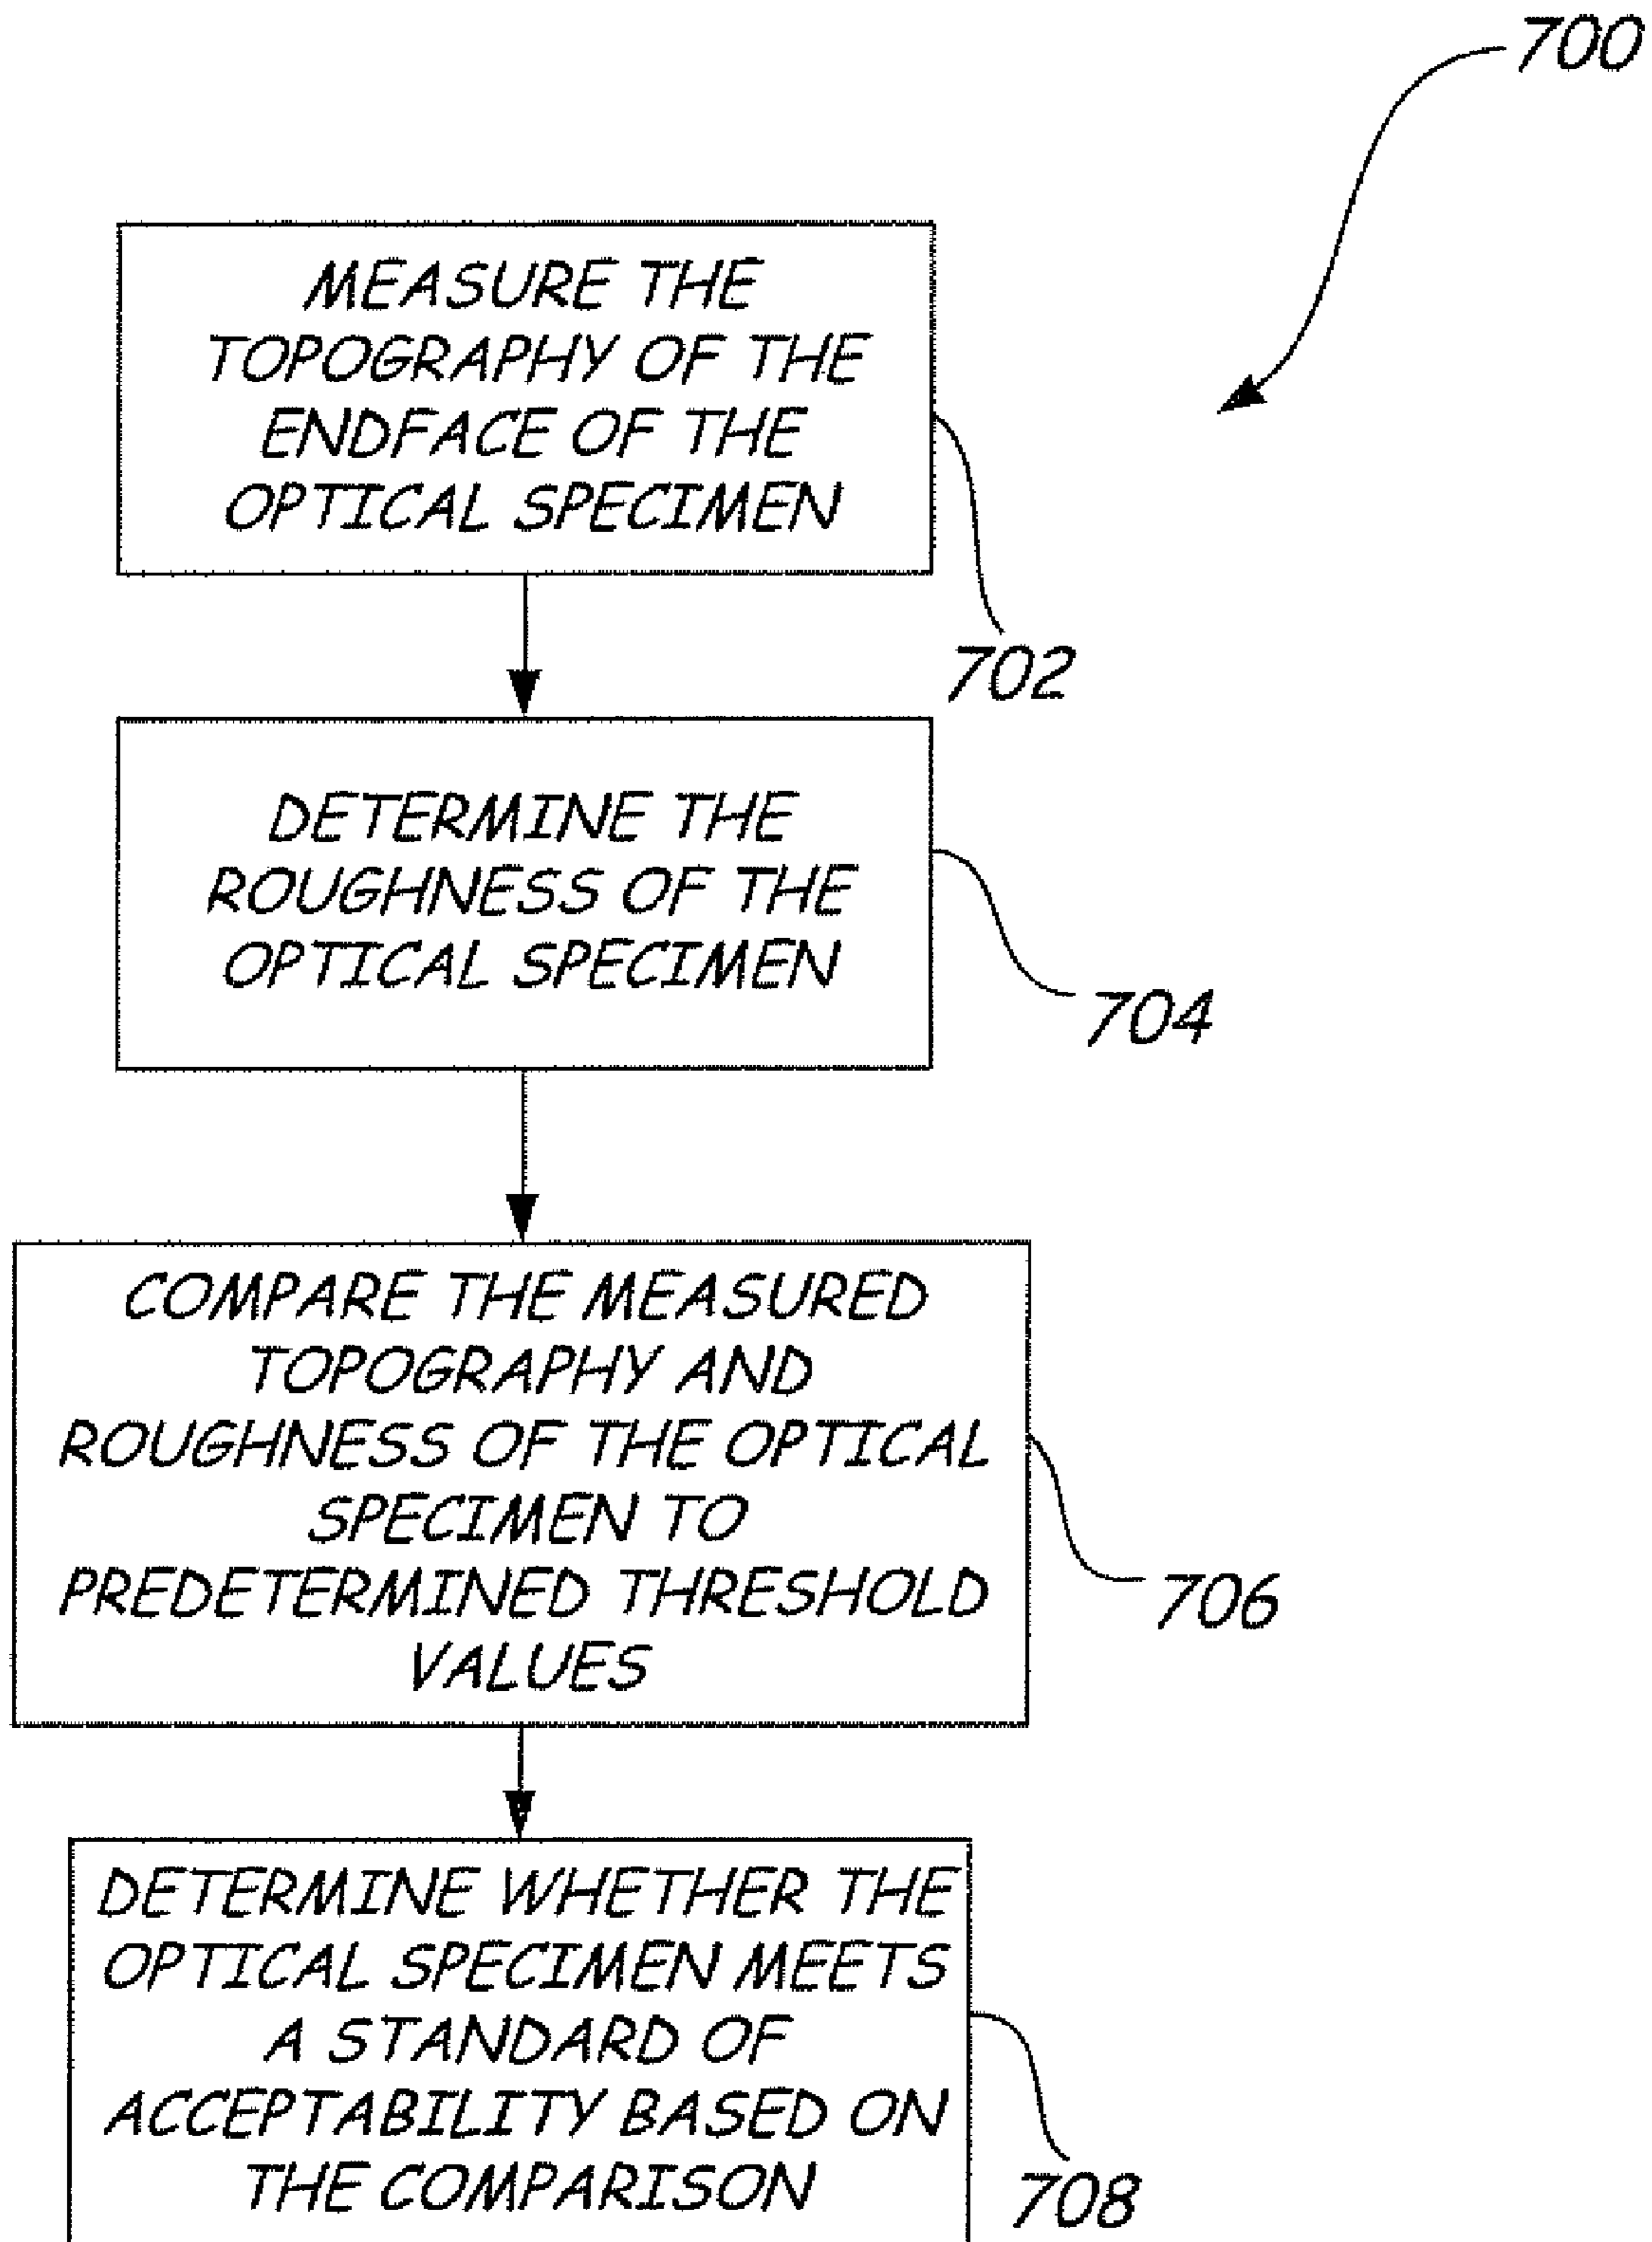 700
MEASURE THE
TOPOGRAPHY OF THE
ENDFACE OF THE
OPTICAL SPECIMEN
702
DETERMINE THE
ROUGHNESS OF THE
OPTICAL SPECIMEN
704
COMPARE THE MEASURED
TOPOGRAPHY AND
ROUGHNESS OF THE OPTICAL
SPECIMEN TO
PREDETERMINED THRESHOLD
VALUES
706
DETERMINE WHETHER THE
OPTICAL SPECIMEN MEETS
A STANDARD OF
ACCEPTABILITY BASED ON
THE COMPARISON
708